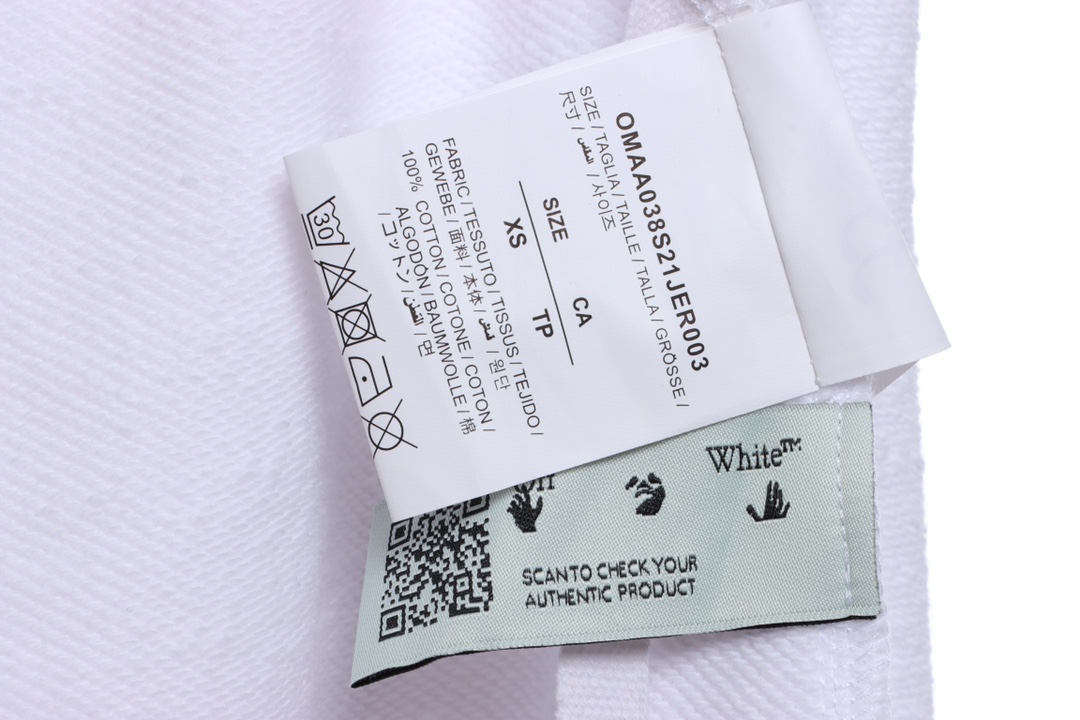 OMAA038S21JER003
SIZE / TAGLIA / TAILLE / TALLA / GRÖSSE /
尺寸 / المقاس / 사이즈
SIZE CA
XS TP
FABRIC / TESSUTO / TISSUS / TEJIDO /
GEWEBE / 面料 / 本体 / قماش / 원단
100% COTTON / COTONE / COTON /
ALGODÓN / BAUMWOLLE / 棉
/ コットン / القطن / 면
30
Off White™
SCAN TO CHECK YOUR
AUTHENTIC PRODUCT